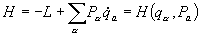 H = −L + ∑_α P_α q̇_α = H(q_α, P_α)